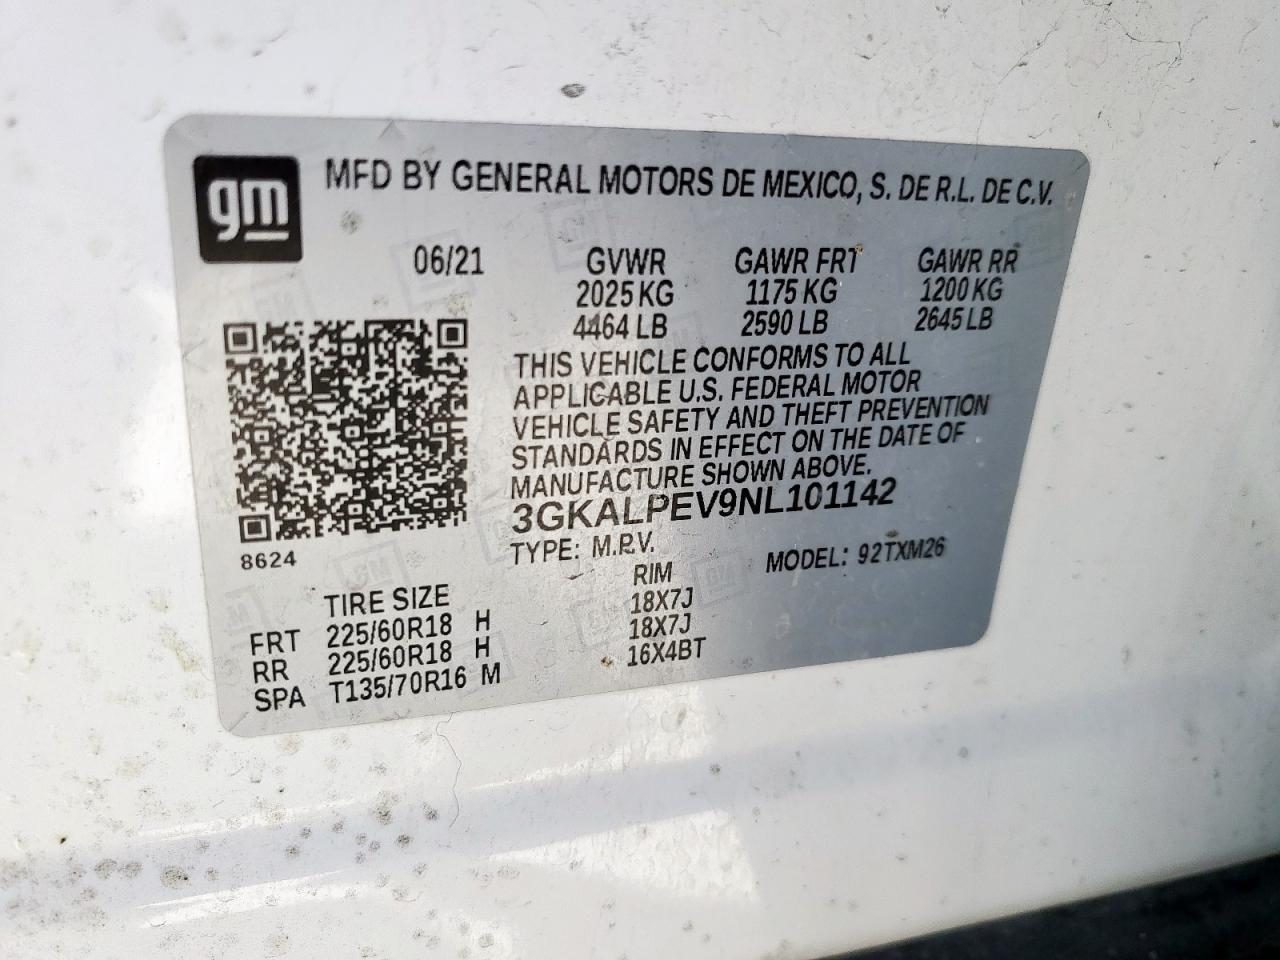 gm
MFD BY GENERAL MOTORS DE MEXICO, S. DE R.L. DE C.V.
06/21 GVWR GAWR FRT GAWR RR
2025 KG 1175 KG 1200 KG
4464 LB 2590 LB 2645 LB
THIS VEHICLE CONFORMS TO ALL
APPLICABLE U.S. FEDERAL MOTOR
VEHICLE SAFETY AND THEFT PREVENTION
STANDARDS IN EFFECT ON THE DATE OF
MANUFACTURE SHOWN ABOVE.
3GKALPEV9NL101142
8624
TYPE: M.P.V. MODEL: 92TXM26
TIRE SIZE RIM
FRT 225/60R18 H 18X7J
RR 225/60R18 H 18X7J
SPA T135/70R16 M 16X4BT